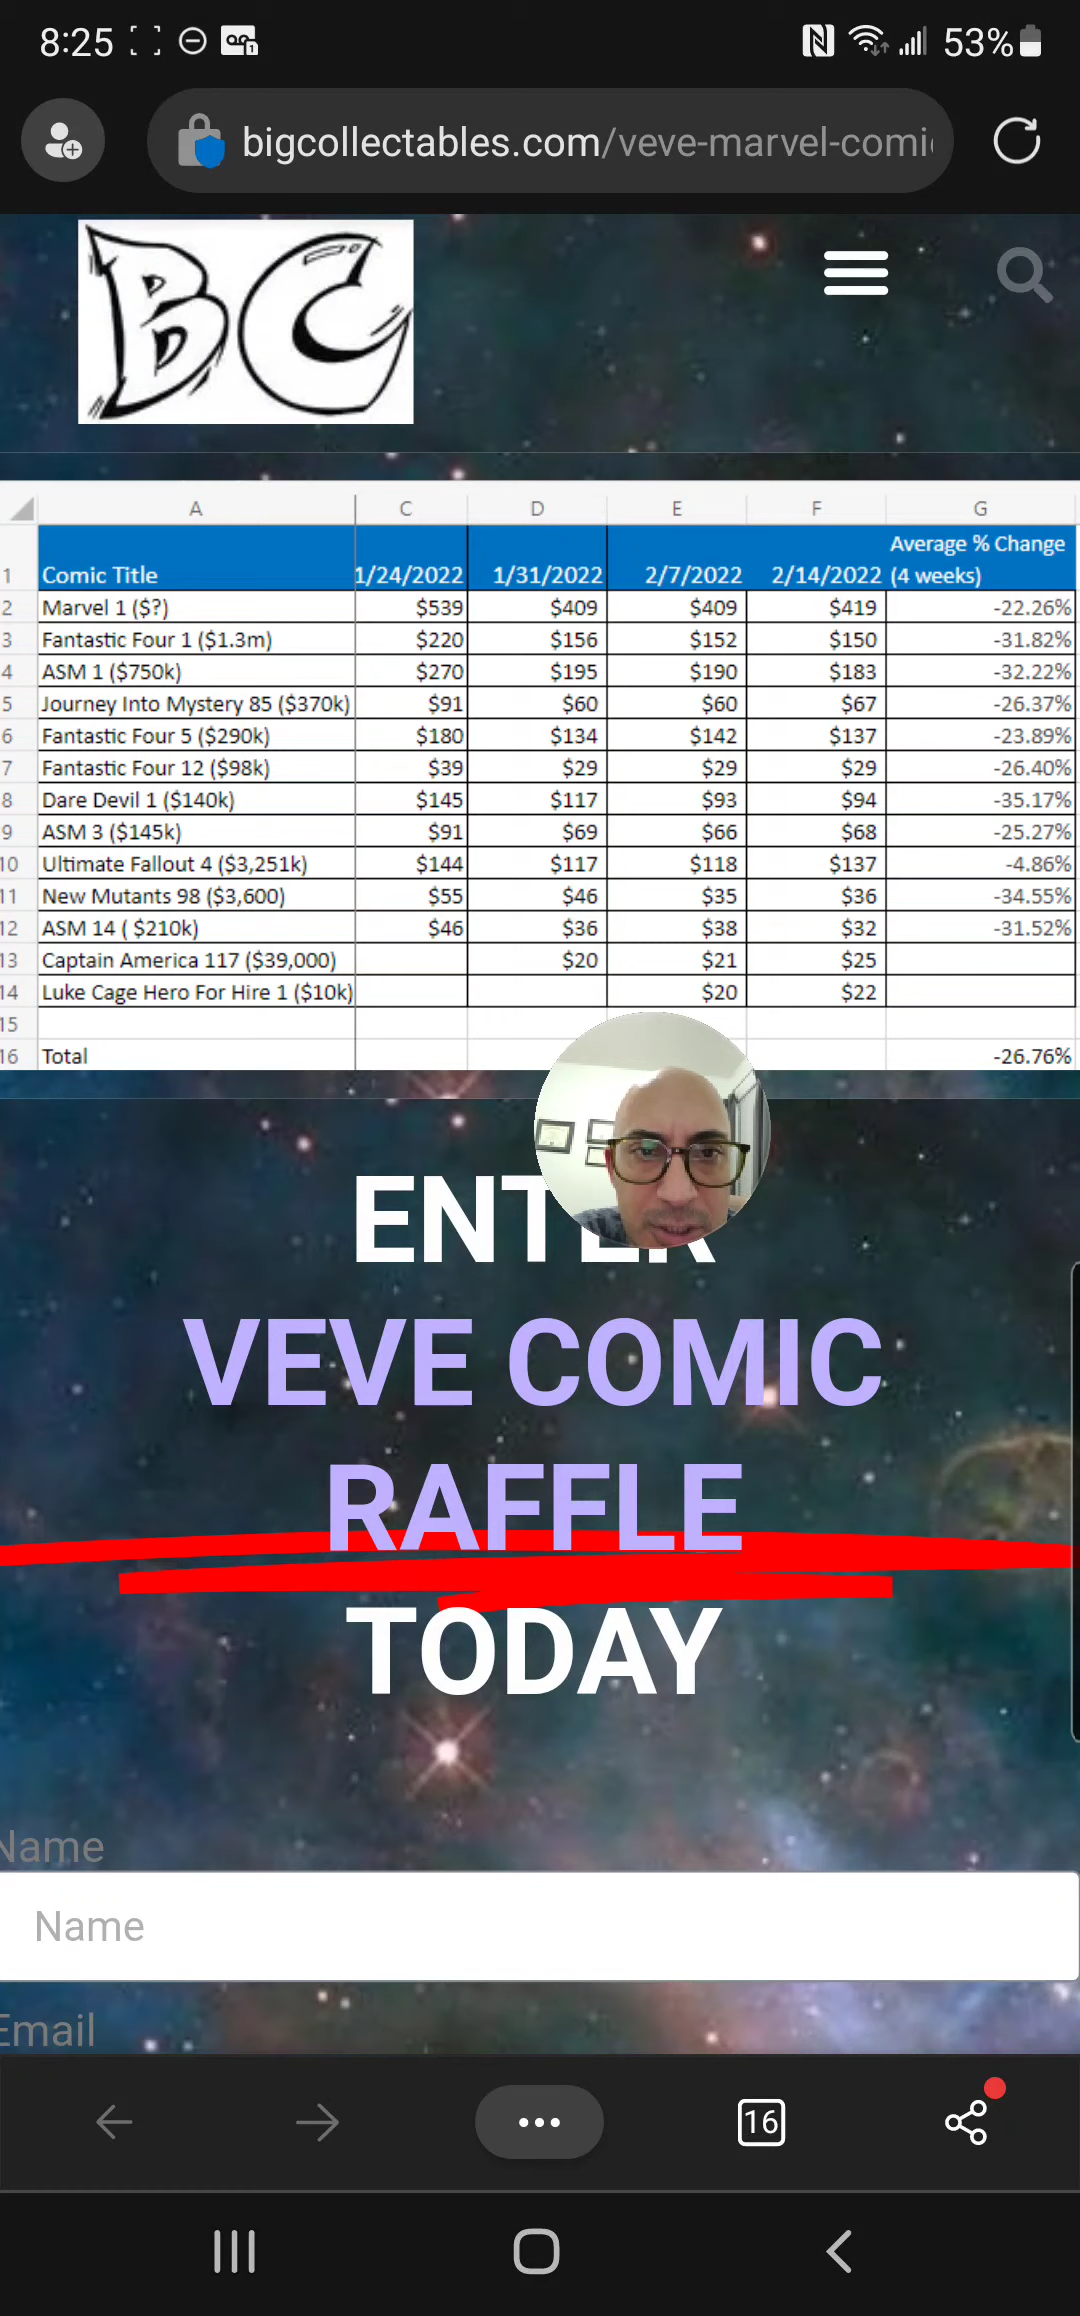 8:25 53%
bigcollectables.com/veve-marvel-comi
BC
A C D E F G
1 Comic Title 1/24/2022 1/31/2022 2/7/2022 2/14/2022 Average % Change (4 weeks)
2 Marvel 1 ($?) $539 $409 $409 $419 -22.26%
3 Fantastic Four 1 ($1.3m) $220 $156 $152 $150 -31.82%
4 ASM 1 ($750k) $270 $195 $190 $183 -32.22%
5 Journey Into Mystery 85 ($370k) $91 $60 $60 $67 -26.37%
6 Fantastic Four 5 ($290k) $180 $134 $142 $137 -23.89%
7 Fantastic Four 12 ($98k) $39 $29 $29 $29 -26.40%
8 Dare Devil 1 ($140k) $145 $117 $93 $94 -35.17%
9 ASM 3 ($145k) $91 $69 $66 $68 -25.27%
10 Ultimate Fallout 4 ($3,251k) $144 $117 $118 $137 -4.86%
11 New Mutants 98 ($3,600) $55 $46 $35 $36 -34.55%
12 ASM 14 ( $210k) $46 $36 $38 $32 -31.52%
13 Captain America 117 ($39,000) $20 $21 $25
14 Luke Cage Hero For Hire 1 ($10k) $20 $22
15
16 Total -26.76%
ENTER
VEVE COMIC
RAFFLE
TODAY
Name
Name
Email
16